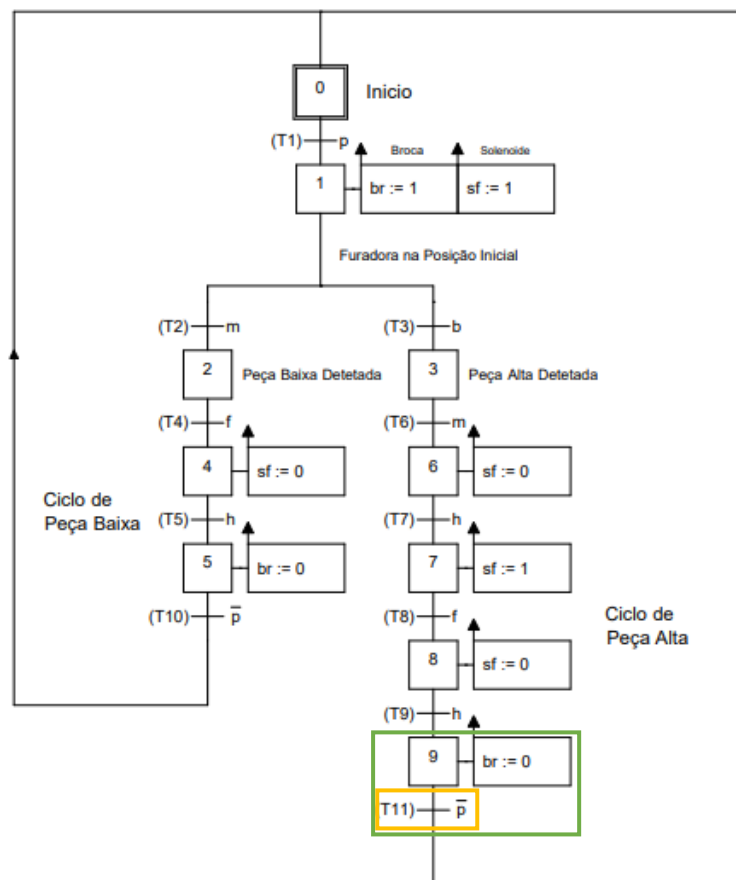 0 Inicio
(T1) p Broca Solenoide
1 br := 1 sf := 1
Furadora na Posição Inicial
(T2) m (T3) b
2 Peça Baixa Detetada 3 Peça Alta Detetada
(T4) f (T6) m
4 sf := 0 6 sf := 0
Ciclo de
Peça Baixa
(T5) h (T7) h
5 br := 0 7 sf := 1
(T10) p̅ (T8) f
Ciclo de
Peça Alta
8 sf := 0
(T9) h
9 br := 0
T11) p̅